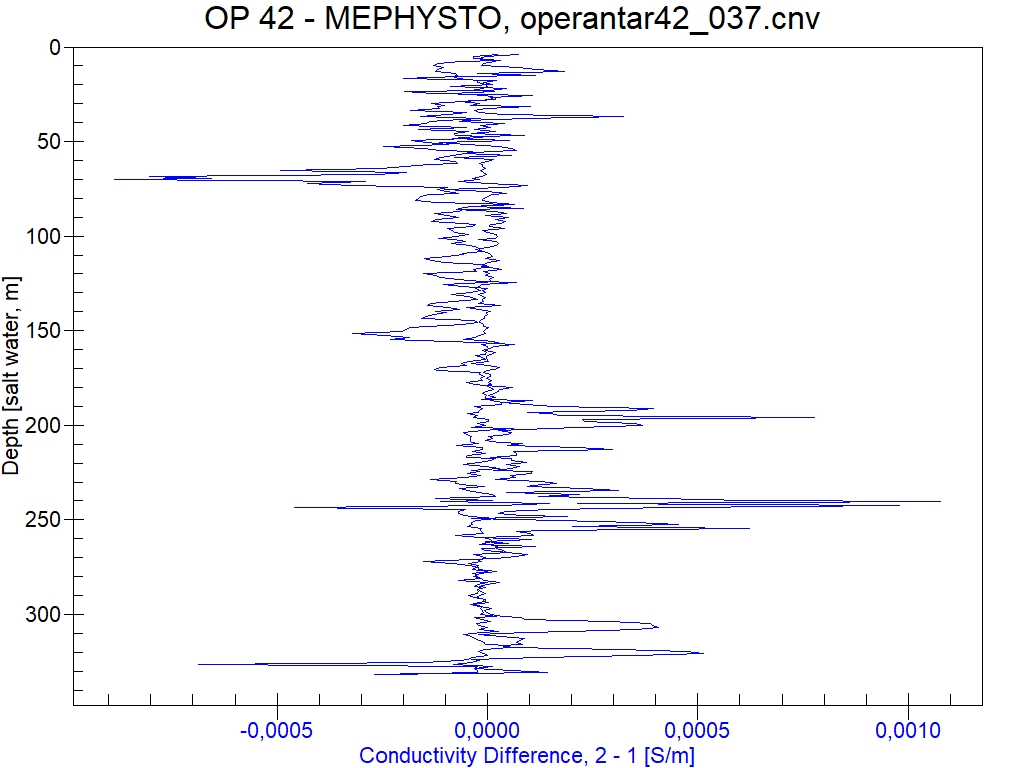 OP 42 - MEPHYSTO, operantar42_037.cnv
0
50
100
150
200
250
300
Depth [salt water, m]
-0,0005 0,0000 0,0005 0,0010
Conductivity Difference, 2 - 1 [S/m]